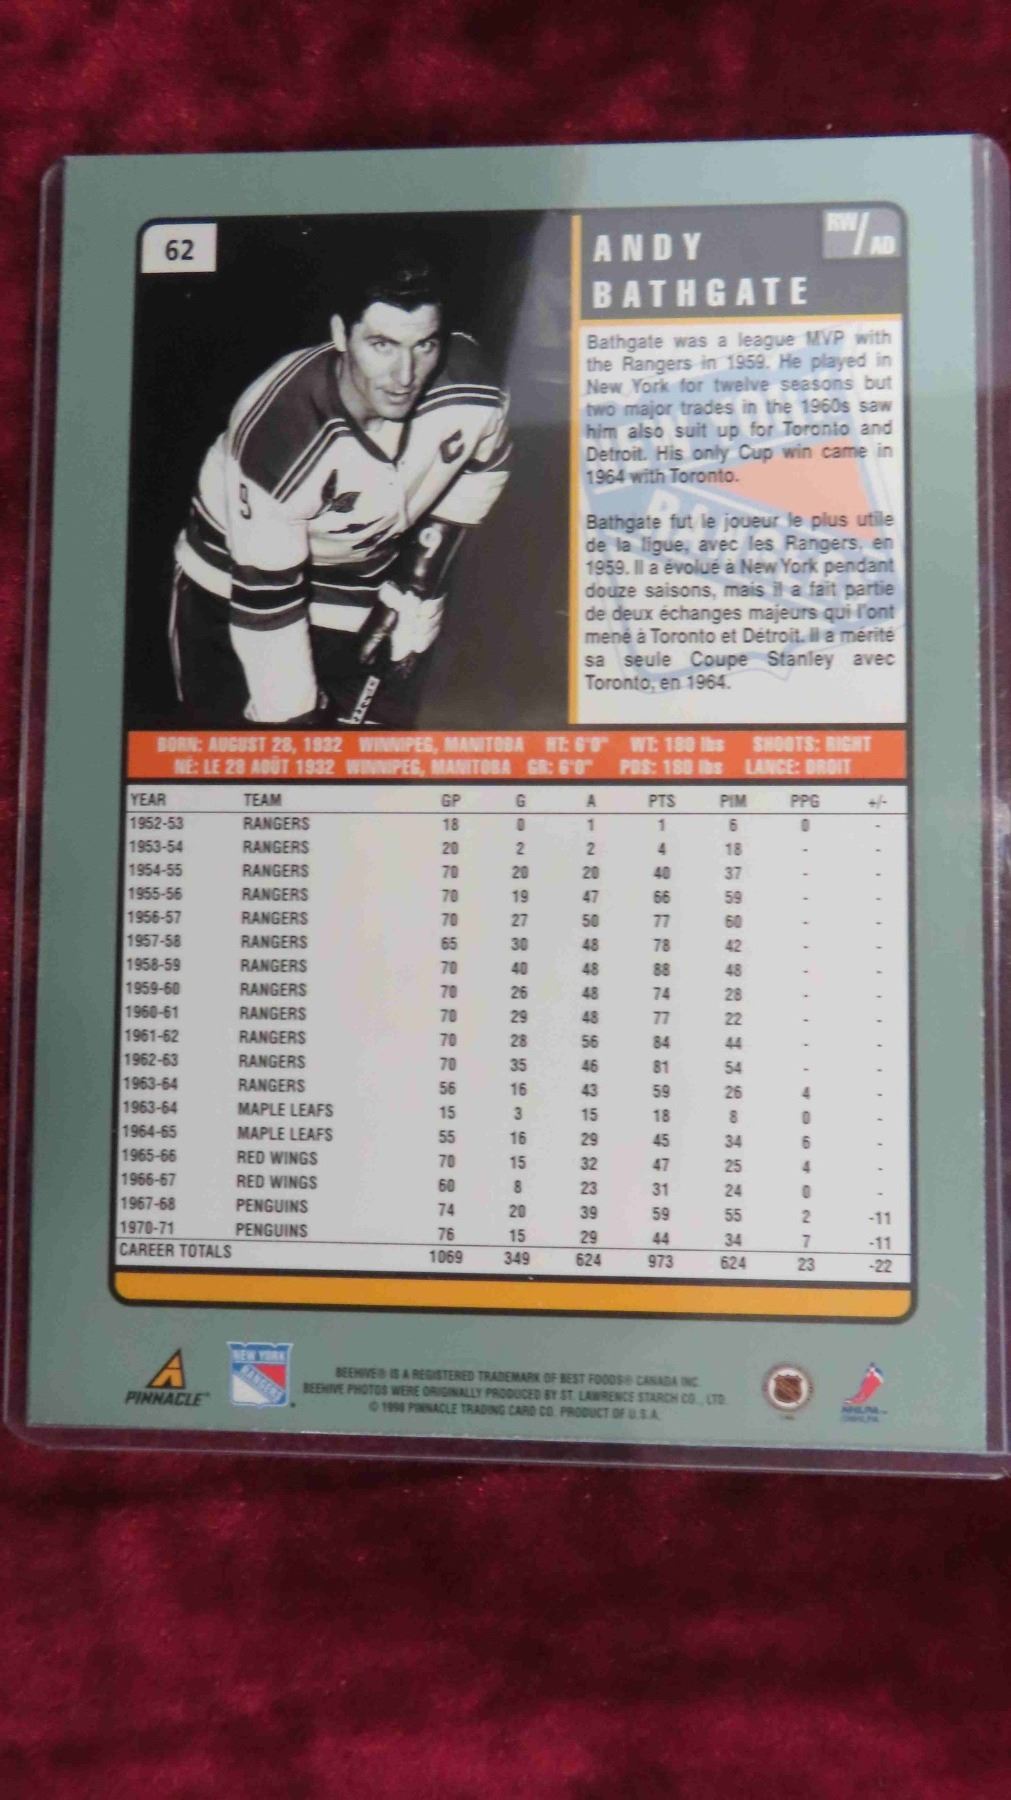 62
ANDY
BATHGATE
RW/AD
Bathgate was a league MVP with
the Rangers in 1959. He played in
New York for twelve seasons but
two major trades in the 1960s saw
him also suit up for Toronto and
Detroit. His only Cup win came in
1964 with Toronto.
Bathgate fut le joueur le plus utile
de la ligue, avec les Rangers, en
1959. Il a évolué à New York pendant
douze saisons, mais il a fait partie
de deux échanges majeurs qui l'ont
mené à Toronto et Détroit. Il a mérité
sa seule Coupe Stanley avec
Toronto, en 1964.
9
C
9
BORN: AUGUST 28, 1932 WINNIPEG, MANITOBA HT: 6'0" WT: 180 lbs SHOOTS: RIGHT
NÉ: LE 28 AOÛT 1932 WINNIPEG, MANITOBA GR: 6'0" PDS: 180 lbs LANCE: DROIT
YEAR TEAM GP G A PTS PIM PPG +/-
1952-53 RANGERS 18 0 1 1 6 0 -
1953-54 RANGERS 20 2 2 4 18 - -
1954-55 RANGERS 70 20 20 40 37 - -
1955-56 RANGERS 70 19 47 66 59 - -
1956-57 RANGERS 70 27 50 77 60 - -
1957-58 RANGERS 65 30 48 78 42 - -
1958-59 RANGERS 70 40 48 88 48 - -
1959-60 RANGERS 70 26 48 74 28 - -
1960-61 RANGERS 70 29 48 77 22 - -
1961-62 RANGERS 70 28 56 84 44 - -
1962-63 RANGERS 70 35 46 81 54 - -
1963-64 RANGERS 56 16 43 59 26 4 -
1963-64 MAPLE LEAFS 15 3 15 18 8 0 -
1964-65 MAPLE LEAFS 55 16 29 45 34 6 -
1965-66 RED WINGS 70 15 32 47 25 4 -
1966-67 RED WINGS 60 8 23 31 24 0 -
1967-68 PENGUINS 74 20 39 59 55 2 -11
1970-71 PENGUINS 76 15 29 44 34 7 -11
CAREER TOTALS 1069 349 624 973 624 23 -22
PINNACLE™
NEW YORK
RANGERS
BEEHIVE® IS A REGISTERED TRADEMARK OF BEST FOODS® CANADA INC.
BEEHIVE PHOTOS WERE ORIGINALLY PRODUCED BY ST. LAWRENCE STARCH CO., LTD.
© 1998 PINNACLE TRADING CARD CO. PRODUCT OF U.S.A.
NHLPA™